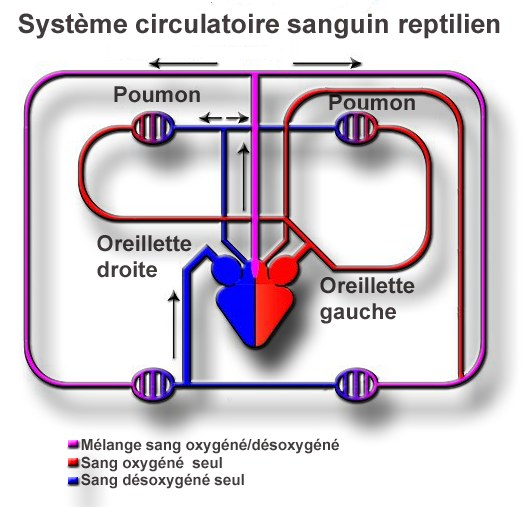 Système circulatoire sanguin reptilien
Poumon
Poumon
Oreillette
droite
Oreillette
gauche
Mélange sang oxygéné/désoxygéné
Sang oxygéné seul
Sang désoxygéné seul